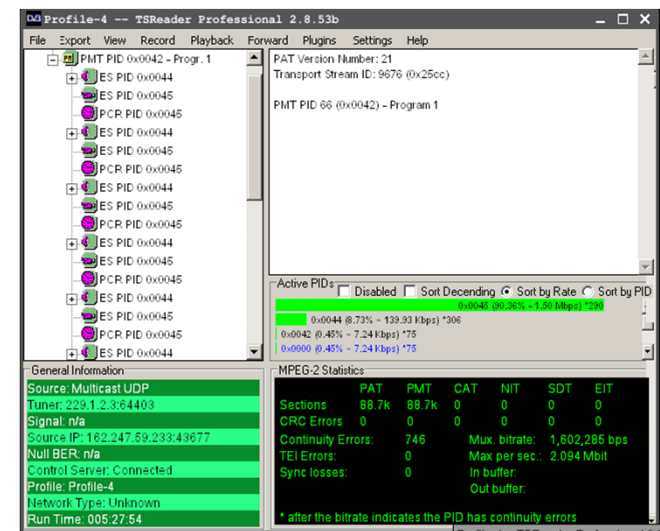 Profile-4 -- TSReader Professional 2.8.53b
File Export View Record Playback Forward Plugins Settings Help
PMT PID 0x0042 - Progr. 1
ES PID 0x0044
ES PID 0x0045
PCR PID 0x0045
ES PID 0x0044
ES PID 0x0045
PCR PID 0x0045
ES PID 0x0044
ES PID 0x0045
PCR PID 0x0045
ES PID 0x0044
ES PID 0x0045
PCR PID 0x0045
ES PID 0x0044
ES PID 0x0045
PCR PID 0x0045
ES PID 0x0044
PAT Version Number: 21
Transport Stream ID: 9676 (0x25cc)
PMT PID 66 (0x0042) - Program 1
Active PIDs Disabled Sort Decending Sort by Rate Sort by PID
0x0045 (90.36% - 1.50 Mbps) *290
0x0044 (8.73% - 139.93 Kbps) *306
0x0042 (0.45% - 7.24 Kbps) *75
0x0000 (0.45% - 7.24 Kbps) *75
General Information
Source: Multicast UDP
Tuner: 229.1.2.3:64403
Signal: n/a
Source IP: 162.247.59.233:43677
Null BER: n/a
Control Server: Connected
Profile: Profile-4
Network Type: Unknown
Run Time: 005:27:54
MPEG-2 Statistics
PAT PMT CAT NIT SDT EIT
Sections 88.7k 88.7k 0 0 0 0
CRC Errors 0 0 0 0 0 0
Continuity Errors: 746 Mux. bitrate: 1,602,285 bps
TEI Errors: 0 Max per sec.: 2.094 Mbit
Sync losses: 0 In buffer:
Out buffer:
* after the bitrate indicates the PID has continuity errors